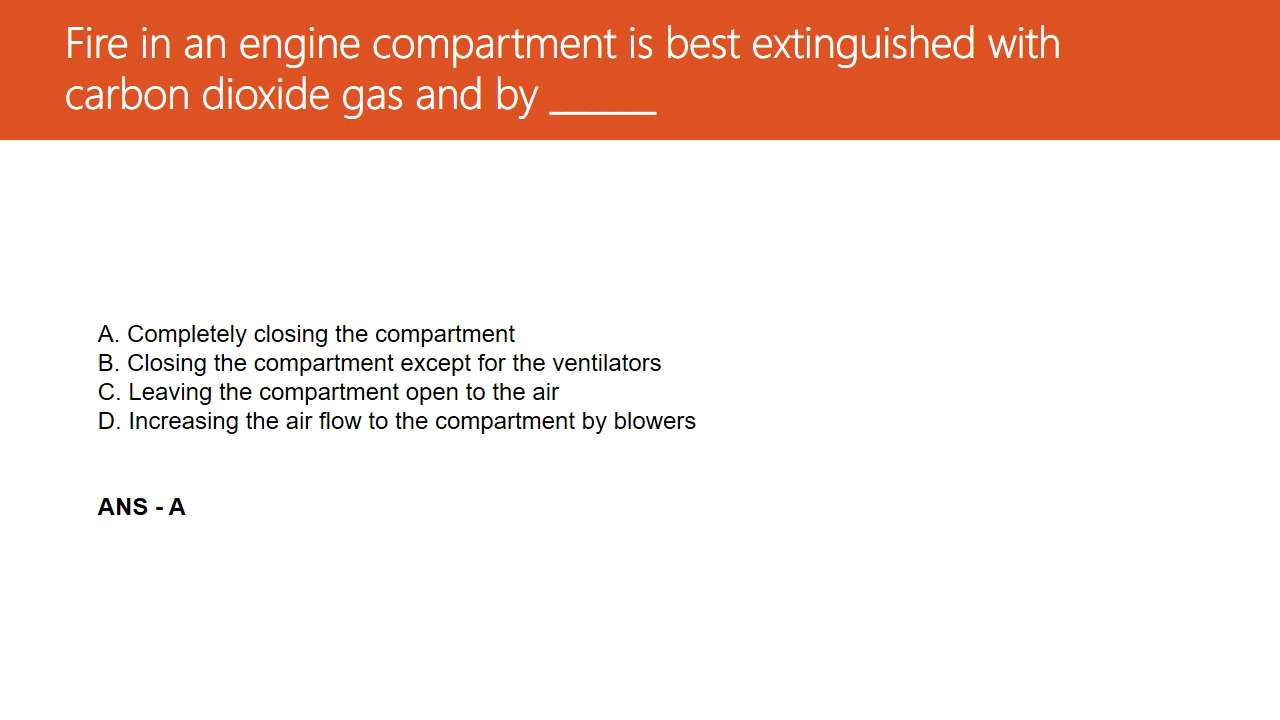 Fire in an engine compartment is best extinguished with
carbon dioxide gas and by ______
A. Completely closing the compartment
B. Closing the compartment except for the ventilators
C. Leaving the compartment open to the air
D. Increasing the air flow to the compartment by blowers
ANS - A